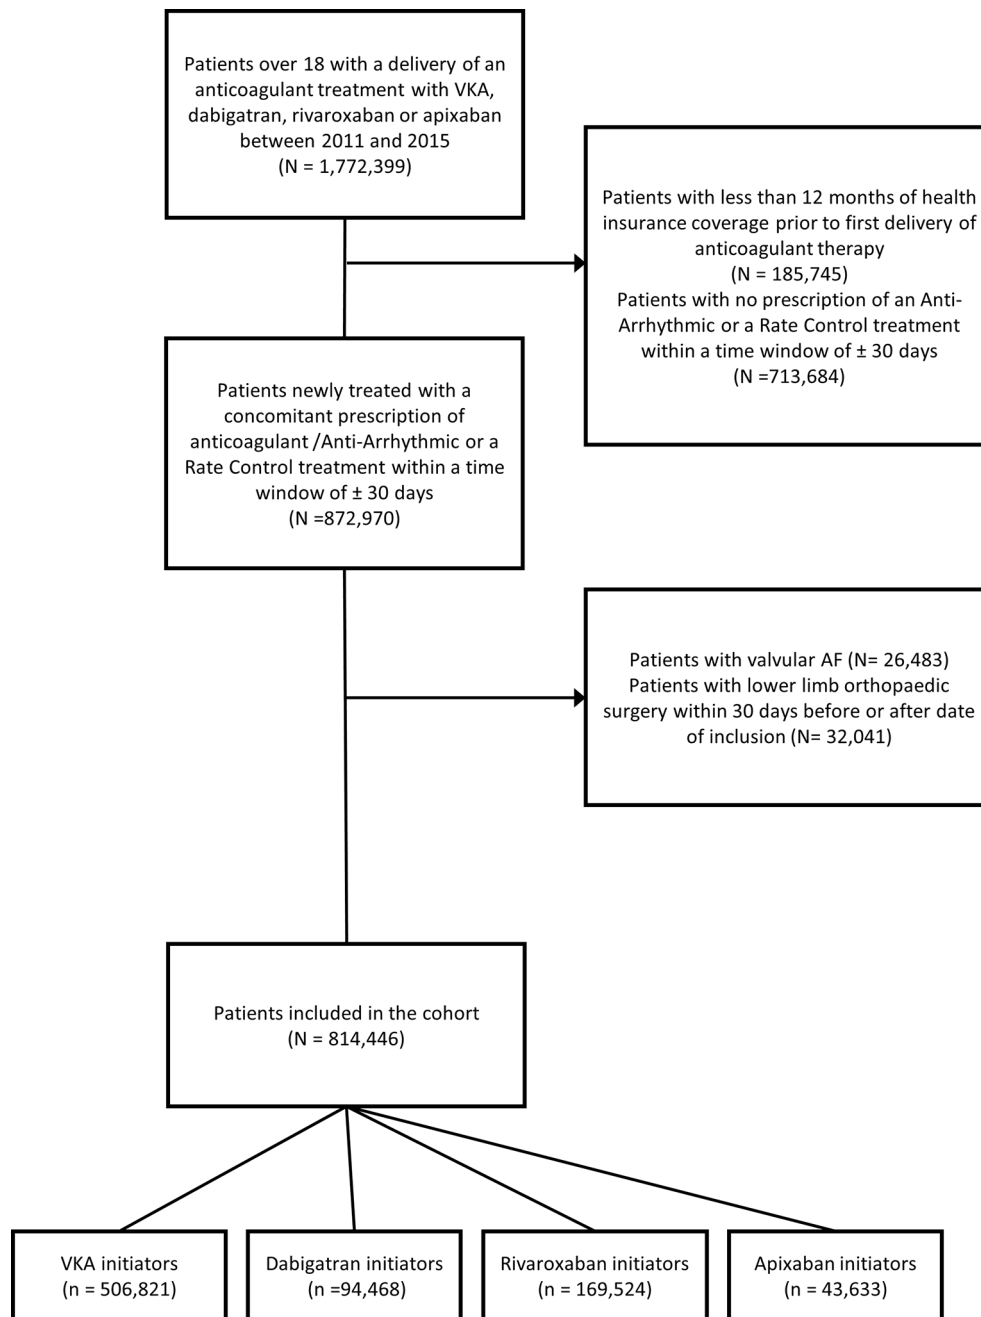 Patients over 18 with a delivery of an
anticoagulant treatment with VKA,
dabigatran, rivaroxaban or apixaban
between 2011 and 2015
(N = 1,772,399)
Patients with less than 12 months of health
insurance coverage prior to first delivery of
anticoagulant therapy
(N = 185,745)
Patients with no prescription of an Anti-
Arrhythmic or a Rate Control treatment
within a time window of ± 30 days
(N =713,684)
Patients newly treated with a
concomitant prescription of
anticoagulant /Anti-Arrhythmic or a
Rate Control treatment within a time
window of ± 30 days
(N =872,970)
Patients with valvular AF (N= 26,483)
Patients with lower limb orthopaedic
surgery within 30 days before or after date
of inclusion (N= 32,041)
Patients included in the cohort
(N = 814,446)
VKA initiators
(n = 506,821)
Dabigatran initiators
(n =94,468)
Rivaroxaban initiators
(n = 169,524)
Apixaban initiators
(n = 43,633)